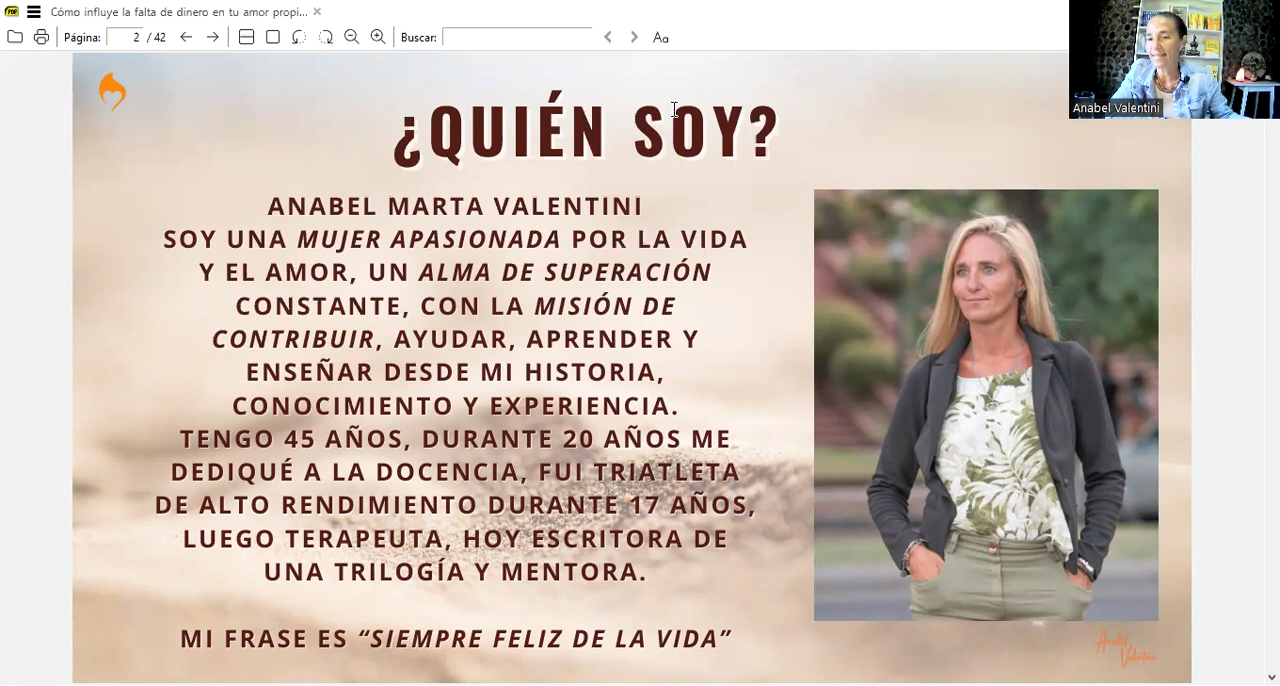 Cómo influye la falta de dinero en tu amor propi...
Página: 2 / 42 Buscar: Aa
Anabel Valentini
¿QUIÉN SOY?
ANABEL MARTA VALENTINI
SOY UNA MUJER APASIONADA POR LA VIDA
Y EL AMOR, UN ALMA DE SUPERACIÓN
CONSTANTE, CON LA MISIÓN DE
CONTRIBUIR, AYUDAR, APRENDER Y
ENSEÑAR DESDE MI HISTORIA,
CONOCIMIENTO Y EXPERIENCIA.
TENGO 45 AÑOS, DURANTE 20 AÑOS ME
DEDIQUÉ A LA DOCENCIA, FUI TRIATLETA
DE ALTO RENDIMIENTO DURANTE 17 AÑOS,
LUEGO TERAPEUTA, HOY ESCRITORA DE
UNA TRILOGÍA Y MENTORA.
MI FRASE ES “SIEMPRE FELIZ DE LA VIDA”
Anabel
Valentini